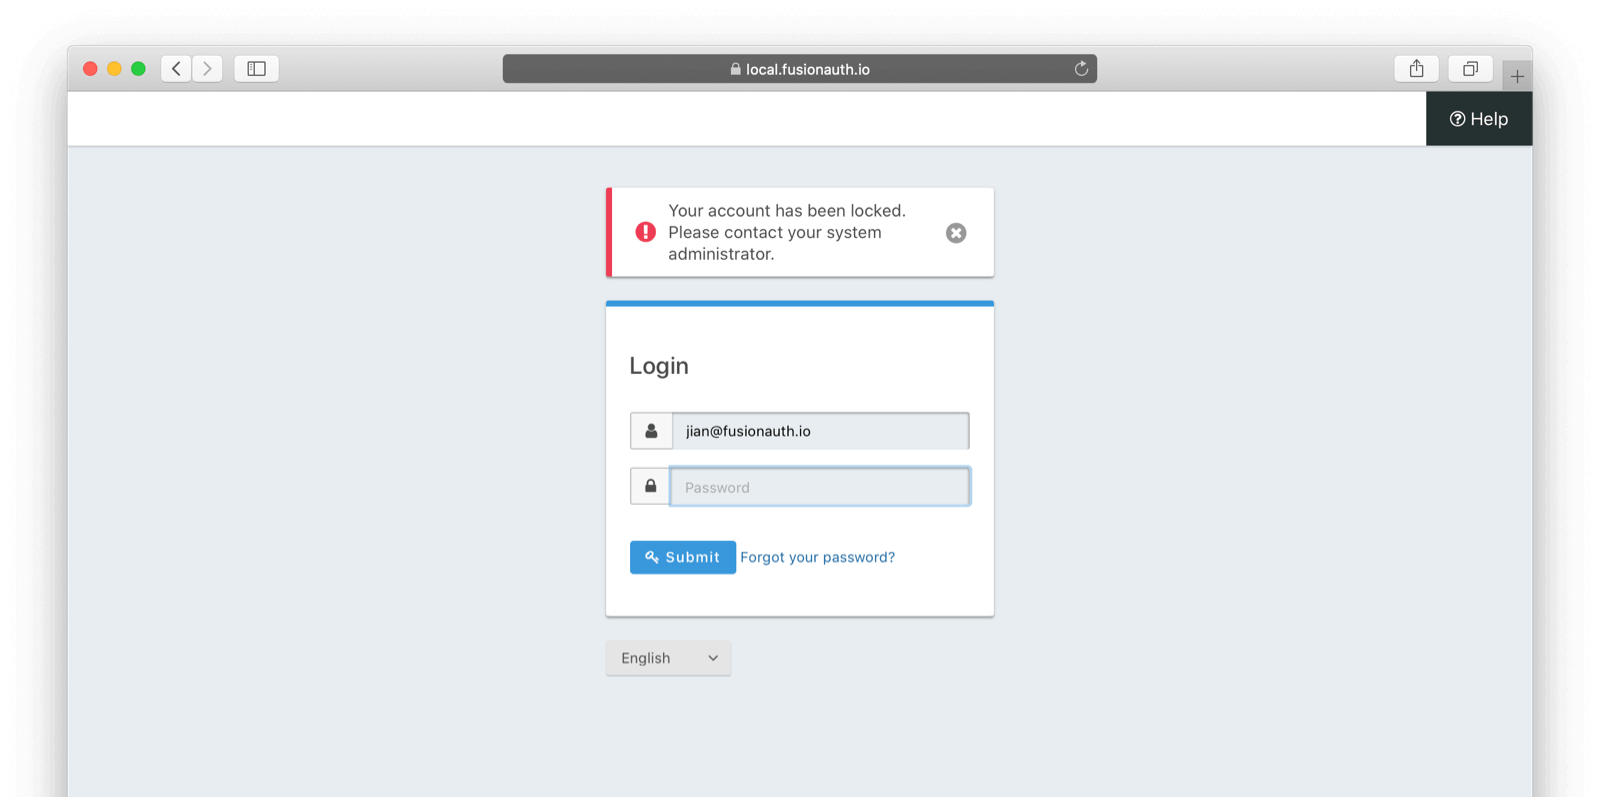 local.fusionauth.io
Help
Your account has been locked.
Please contact your system
administrator.
Login
jian@fusionauth.io
Password
Submit Forgot your password?
English